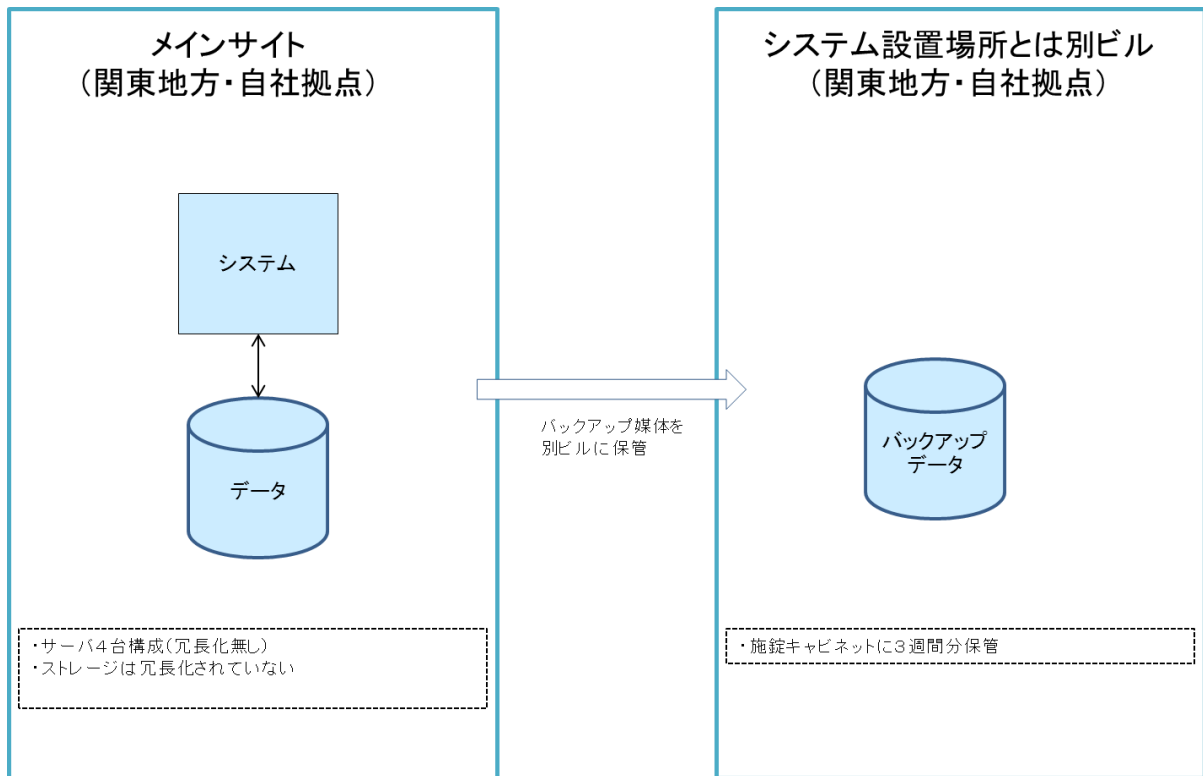 メインサイト
（関東地方・自社拠点）
システム
データ
・サーバ４台構成（冗長化無し）
・ストレージは冗長化されていない
バックアップ媒体を
別ビルに保管
システム設置場所とは別ビル
（関東地方・自社拠点）
バックアップ
データ
・施錠キャビネットに３週間分保管